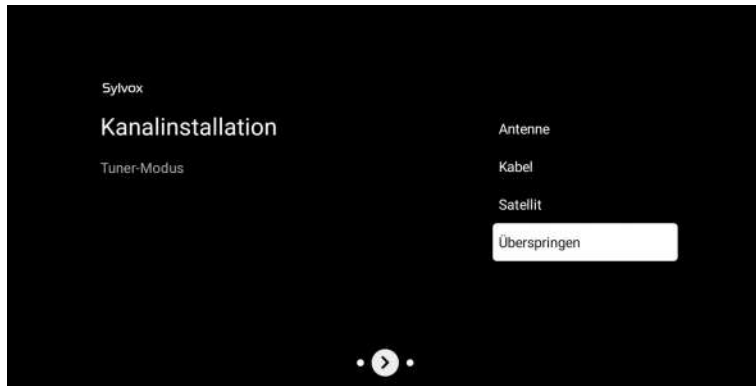 Sylvox
Kanalinstallation
Tuner-Modus
Antenne
Kabel
Satellit
Überspringen